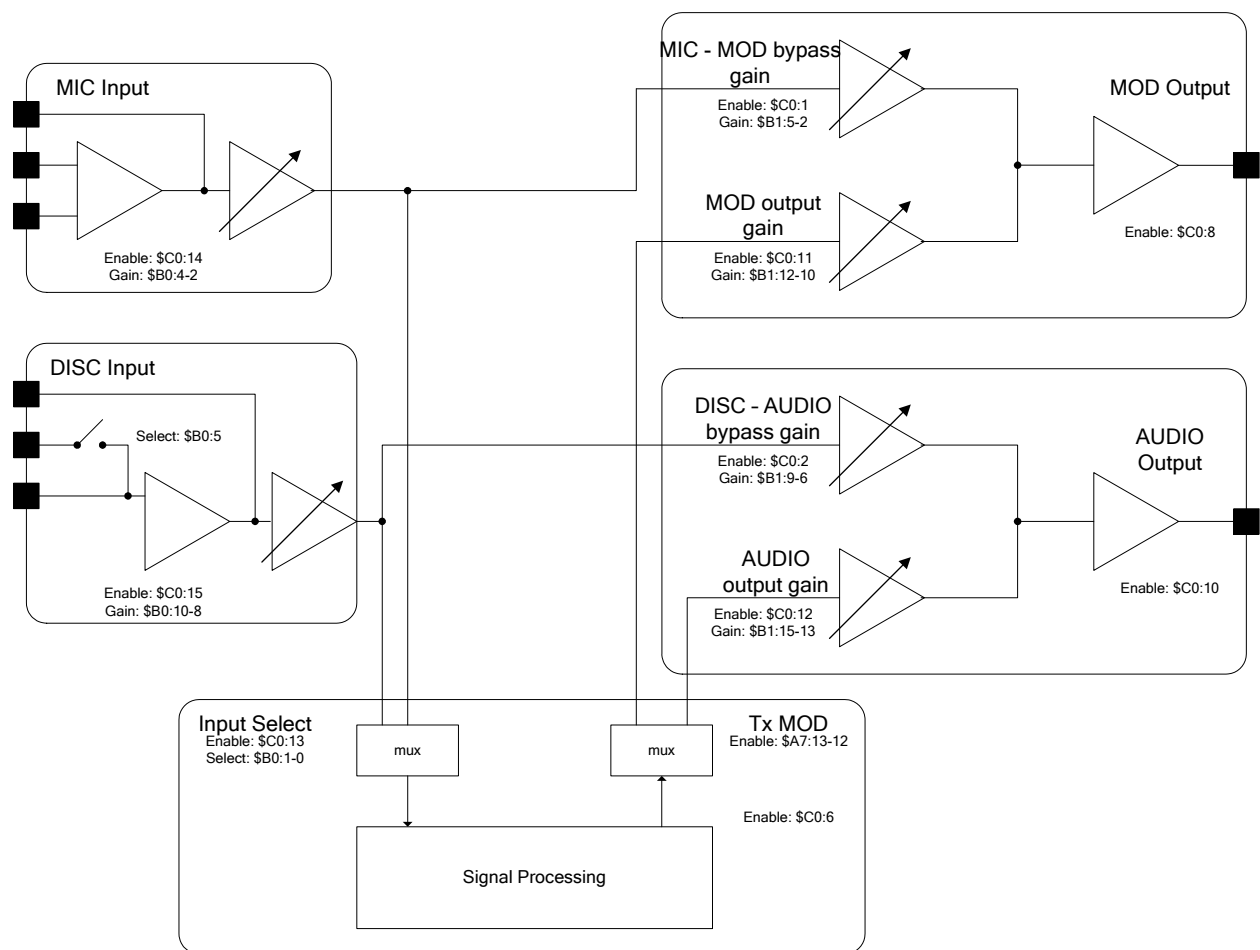 MIC Input
Enable: $C0:14
Gain: $B0:4-2
MIC - MOD bypass
gain
Enable: $C0:1
Gain: $B1:5-2
MOD output
gain
Enable: $C0:11
Gain: $B1:12-10
MOD Output
Enable: $C0:8
DISC Input
Select: $B0:5
Enable: $C0:15
Gain: $B0:10-8
DISC - AUDIO
bypass gain
Enable: $C0:2
Gain: $B1:9-6
AUDIO
output gain
Enable: $C0:12
Gain: $B1:15-13
AUDIO
Output
Enable: $C0:10
Input Select
Enable: $C0:13
Select: $B0:1-0
mux
mux
Tx MOD
Enable: $A7:13-12
Enable: $C0:6
Signal Processing